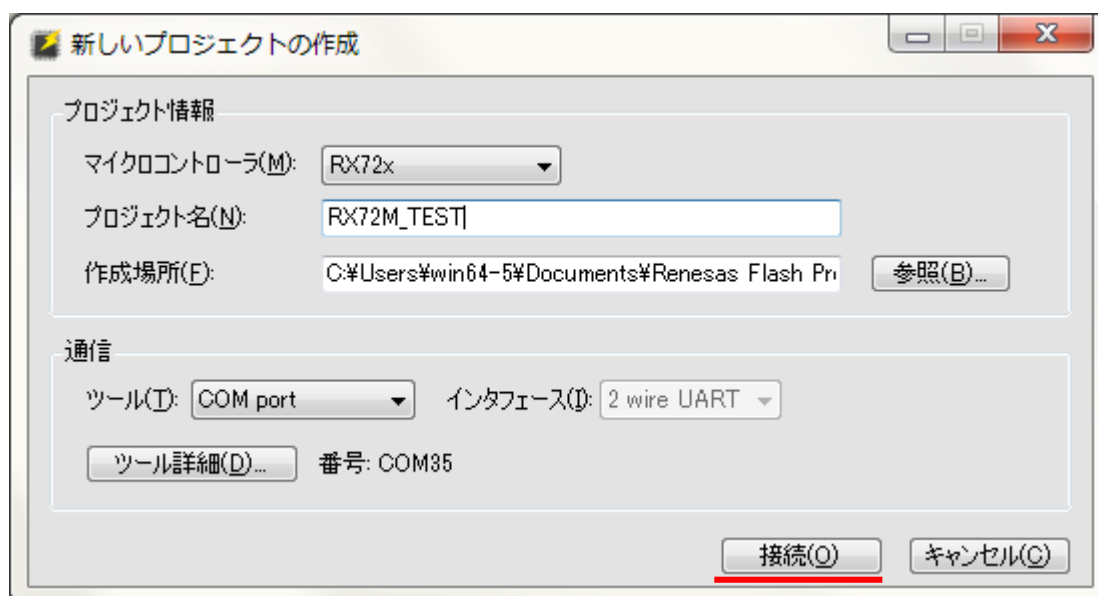 新しいプロジェクトの作成
プロジェクト情報
マイクロコントローラ(M): RX72x
プロジェクト名(N): RX72M_TEST
作成場所(F): C:¥Users¥win64-5¥Documents¥Renesas Flash Pr 参照(B)...
通信
ツール(T): COM port インタフェース(I): 2 wire UART
ツール詳細(D)... 番号: COM35
接続(O) キャンセル(C)